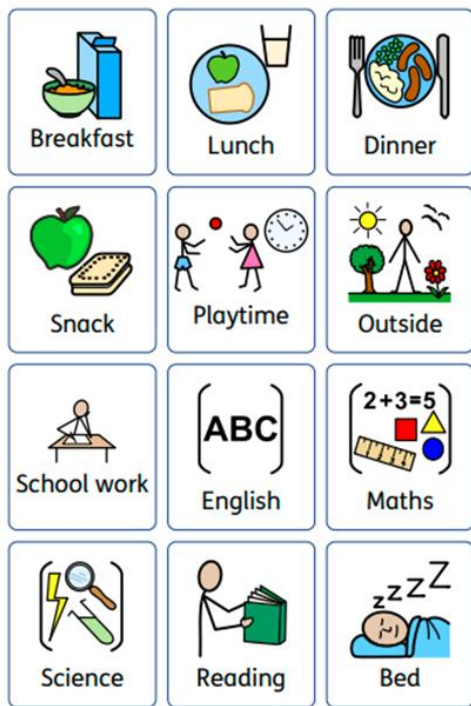 Breakfast
Lunch
Dinner
Snack
Playtime
Outside
School work
ABC
English
2+3=5
Maths
Science
Reading
zzzZ
Bed